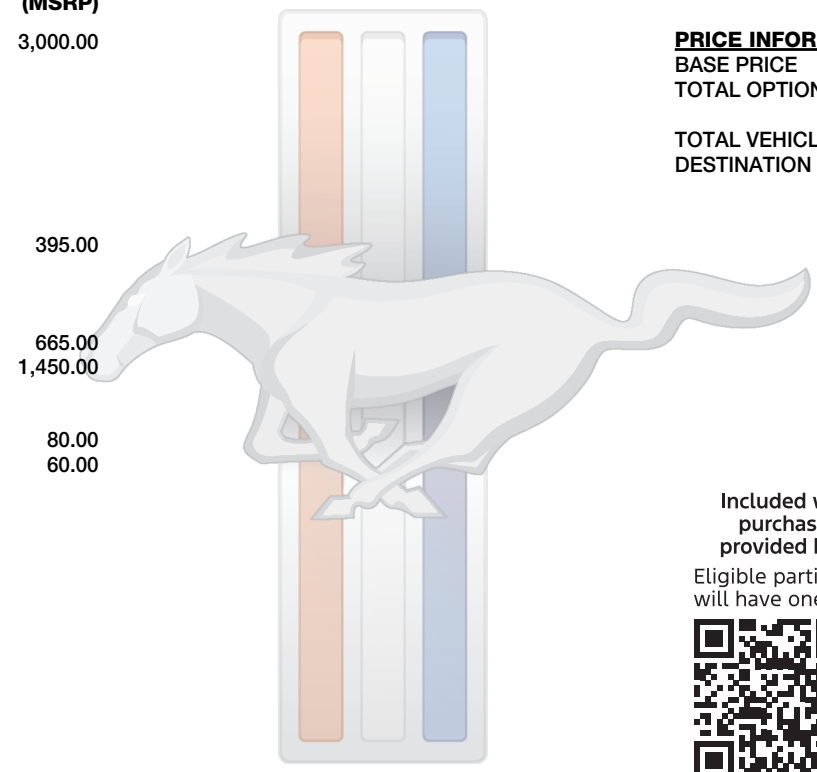 (MSRP)
3,000.00
395.00
665.00
1,450.00
80.00
60.00
PRICE INFOR
BASE PRICE
TOTAL OPTION
TOTAL VEHICL
DESTINATION
Included
purchas
provided
Eligible parti
will have one